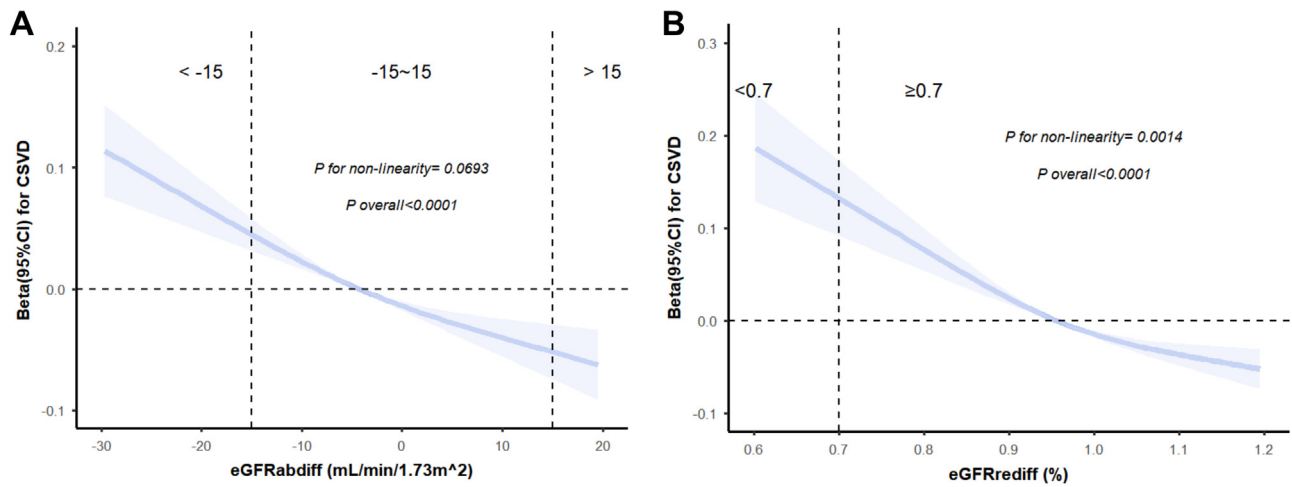 A
Beta(95%CI) for CSVD
0.2
0.1
0.0
-0.1
< -15
-15~15
> 15
P for non-linearity= 0.0693
P overall<0.0001
-30
-20
-10
0
10
20
eGFRabdiff (mL/min/1.73m^2)
B
Beta(95%CI) for CSVD
0.3
0.2
0.1
0.0
-0.1
<0.7
≥0.7
P for non-linearity= 0.0014
P overall<0.0001
0.6
0.7
0.8
0.9
1.0
1.1
1.2
eGFRrediff (%)